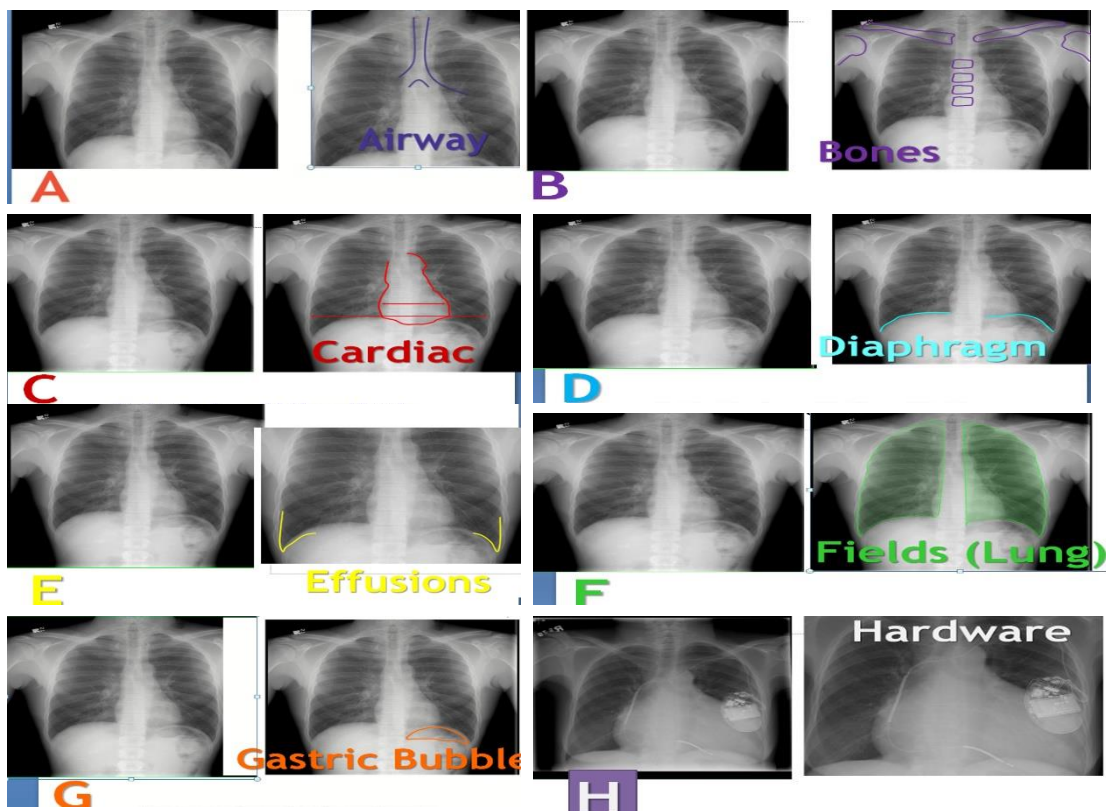 Airway
A
B
Bones
Cardiac
C
Diaphragm
D
Effusions
E
Fields (Lung)
F
Gastric Bubble
G
Hardware
H